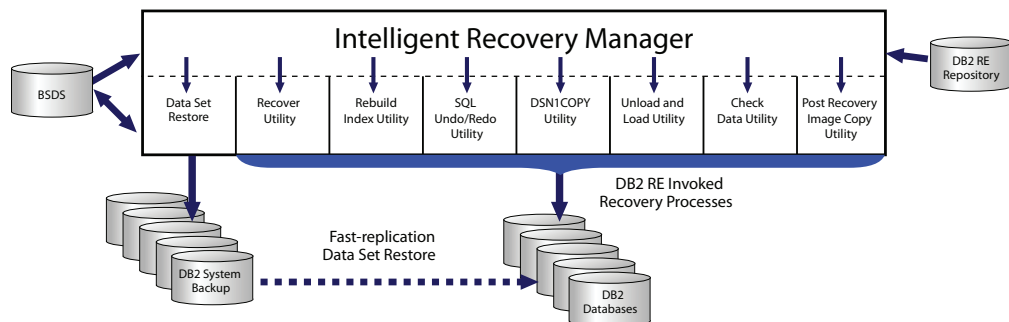 Intelligent Recovery Manager
BSDS
DB2 RE
Repository
Data Set
Restore
Recover
Utility
Rebuild
Index Utility
SQL
Undo/Redo
Utility
DSN1COPY
Utility
Unload and
Load Utility
Check
Data Utility
Post Recovery
Image Copy
Utility
DB2 RE Invoked
Recovery Processes
Fast-replication
Data Set Restore
DB2 System
Backup
DB2
Databases